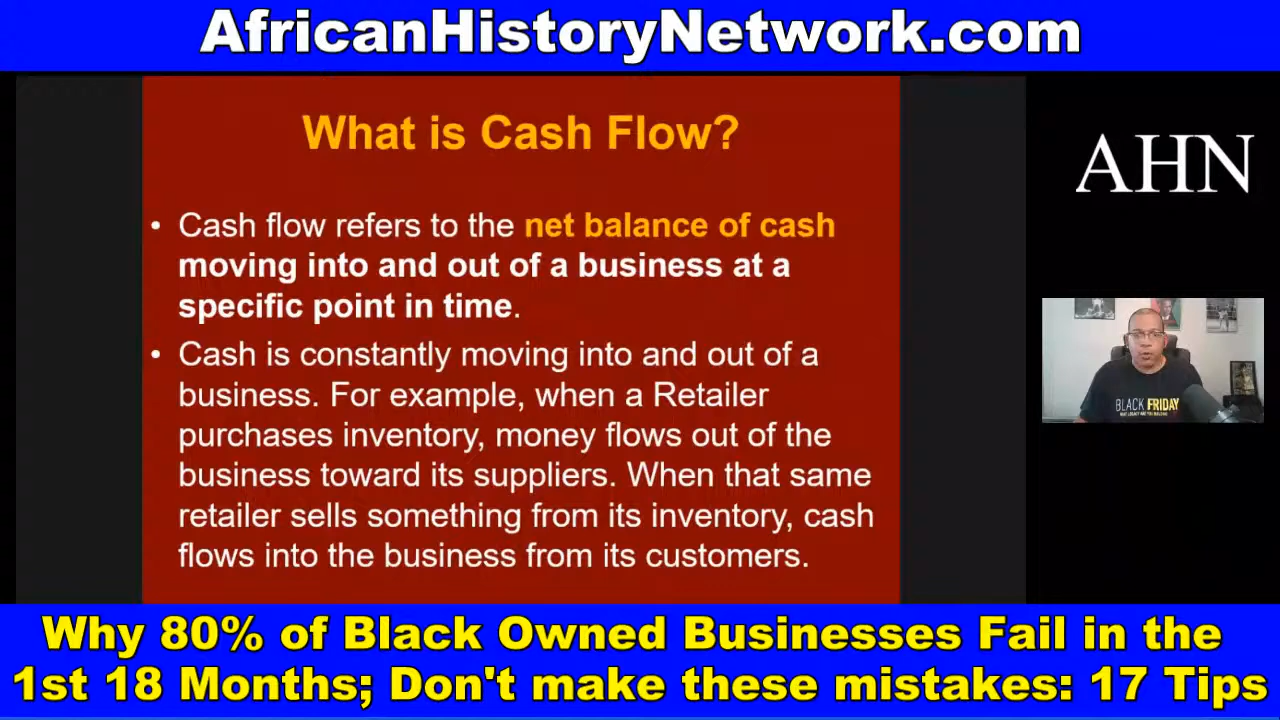 AfricanHistoryNetwork.com
What is Cash Flow?
AHN
• Cash flow refers to the net balance of cash
moving into and out of a business at a
specific point in time.
• Cash is constantly moving into and out of a
business. For example, when a Retailer
purchases inventory, money flows out of the
business toward its suppliers. When that same
retailer sells something from its inventory, cash
flows into the business from its customers.
BLACK FRIDAY
Why 80% of Black Owned Businesses Fail in the
1st 18 Months; Don't make these mistakes: 17 Tips